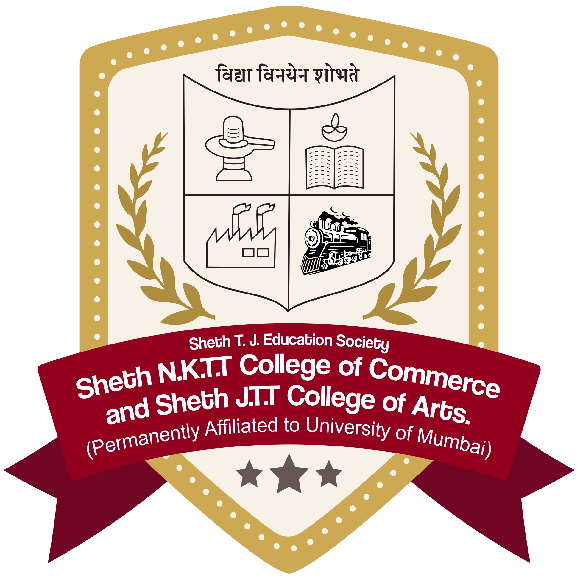 विद्या विनयेन शोभते
Sheth T. J. Education Society
Sheth N.K.T.T College of Commerce
and Sheth J.T.T College of Arts.
(Permanently Affiliated to University of Mumbai)